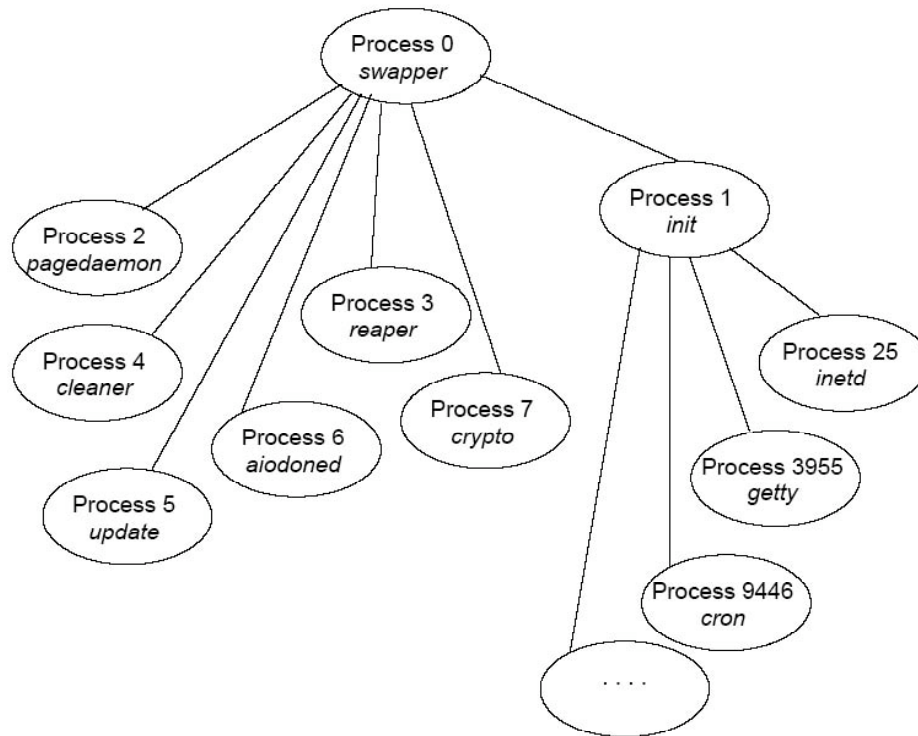 Process 0
swapper
Process 1
init
Process 2
pagedaemon
Process 3
reaper
Process 25
inetd
Process 4
cleaner
Process 7
crypto
Process 6
aiodoned
Process 3955
getty
Process 5
update
Process 9446
cron
. . . .